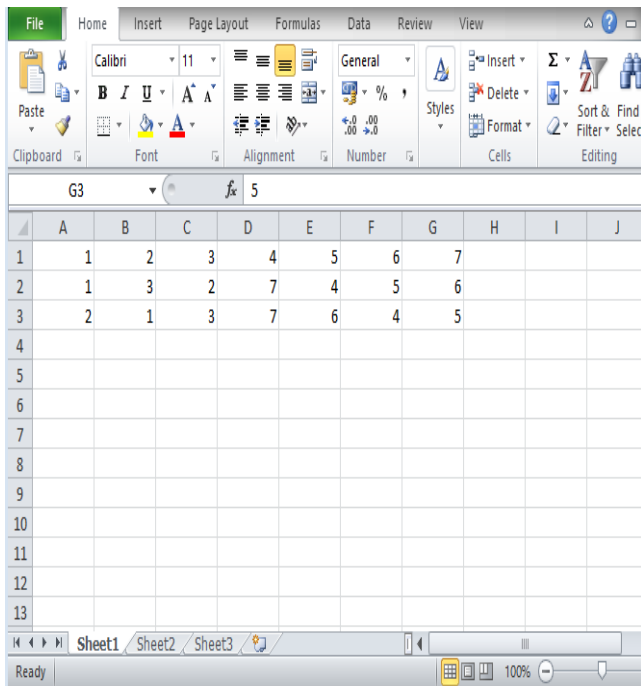 File Home Insert Page Layout Formulas Data Review View
Calibri 11 General Insert Σ
Paste B I U A A % , Styles Delete Sort & Find
A .00 .00 Format Filter Selec
Clipboard Font Alignment Number Cells Editing
G3 fx 5
A B C D E F G H I J
1 1 2 3 4 5 6 7
2 1 3 2 7 4 5 6
3 2 1 3 7 6 4 5
4
5
6
7
8
9
10
11
12
13
Sheet1 Sheet2 Sheet3
Ready 100%